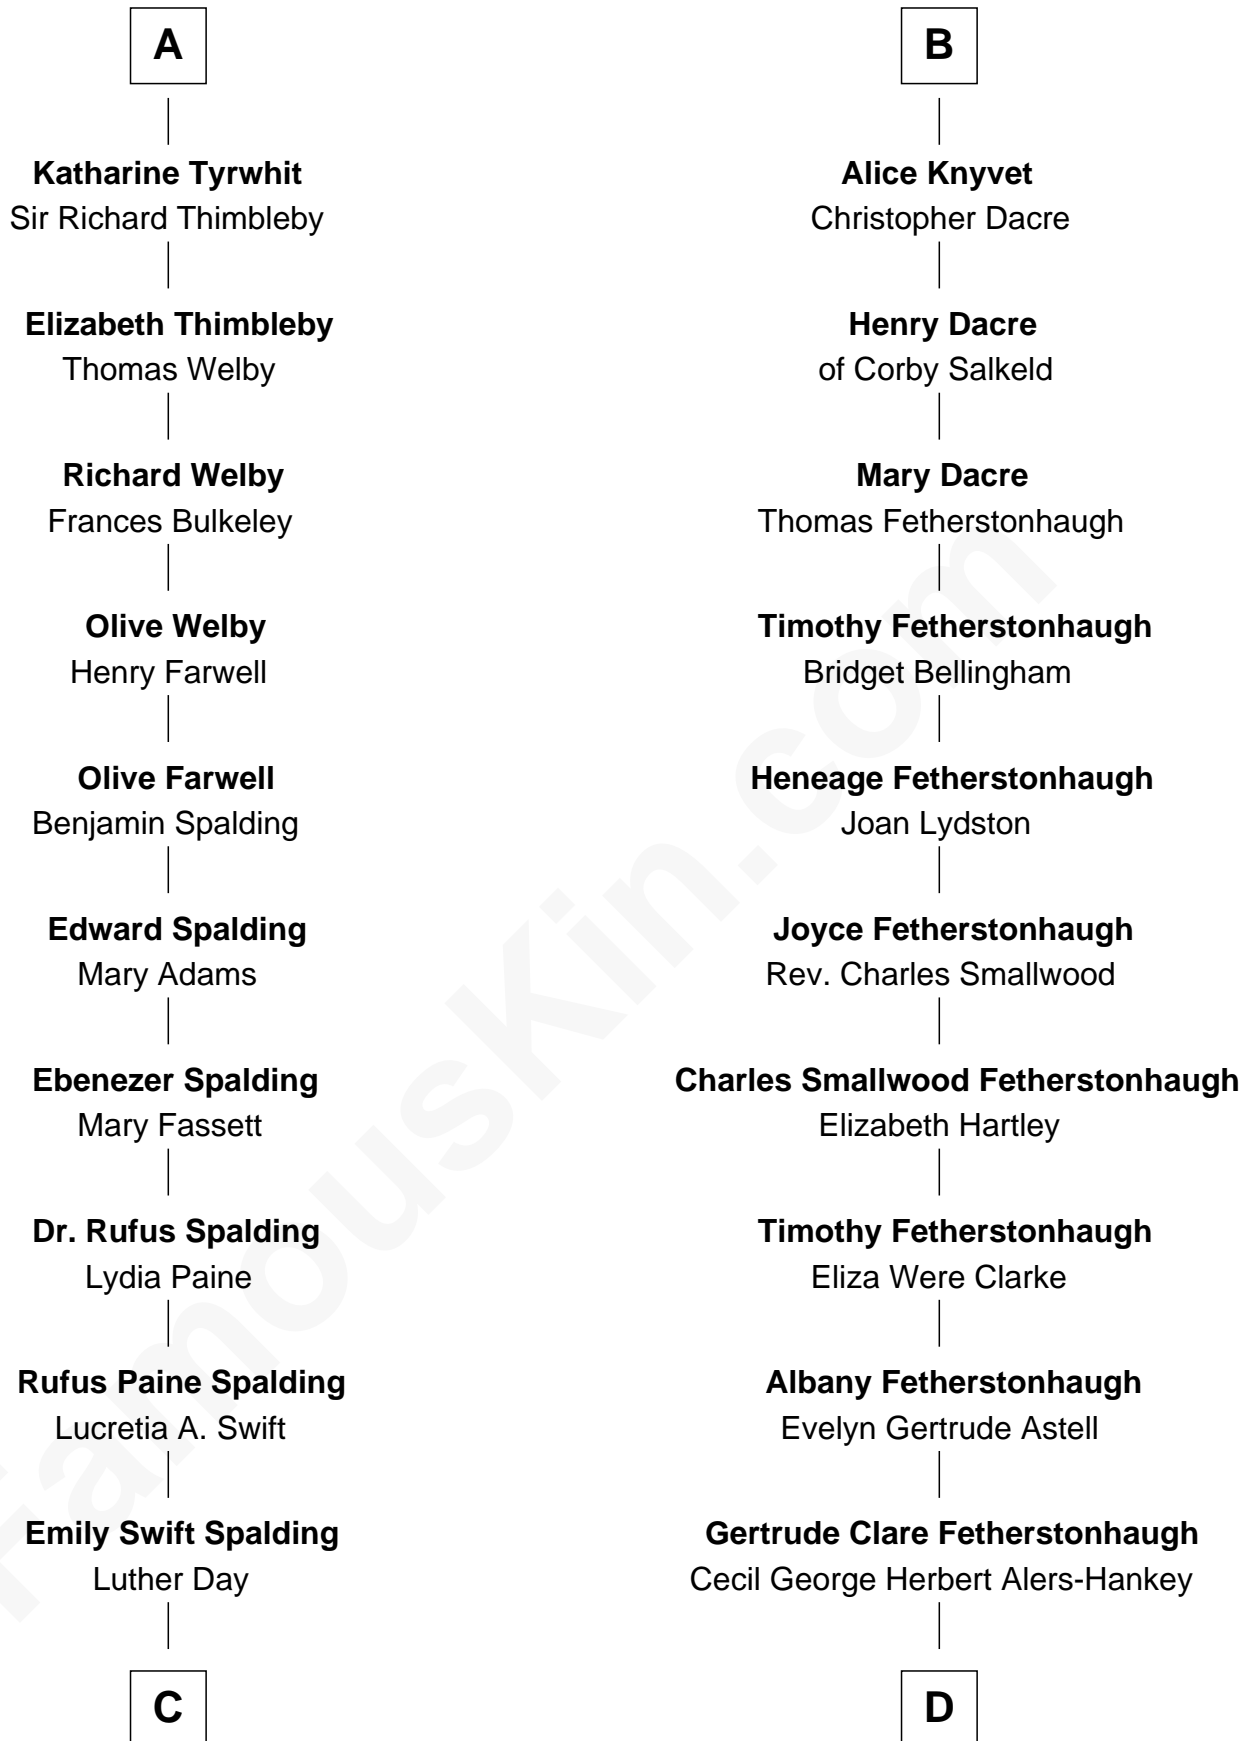 A
Katharine Tyrwhit
Sir Richard Thimbleby
Elizabeth Thimbleby
Thomas Welby
Richard Welby
Frances Bulkeley
Olive Welby
Henry Farwell
Olive Farwell
Benjamin Spalding
Edward Spalding
Mary Adams
Ebenezer Spalding
Mary Fassett
Dr. Rufus Spalding
Lydia Paine
Rufus Paine Spalding
Lucretia A. Swift
Emily Swift Spalding
Luther Day
C
B
Alice Knyvet
Christopher Dacre
Henry Dacre
of Corby Salkeld
Mary Dacre
Thomas Fetherstonhaugh
Timothy Fetherstonhaugh
Bridget Bellingham
Heneage Fetherstonhaugh
Joan Lydston
Joyce Fetherstonhaugh
Rev. Charles Smallwood
Charles Smallwood Fetherstonhaugh
Elizabeth Hartley
Timothy Fetherstonhaugh
Eliza Were Clarke
Albany Fetherstonhaugh
Evelyn Gertrude Astell
Gertrude Clare Fetherstonhaugh
Cecil George Herbert Alers-Hankey
D
FamousKin.com